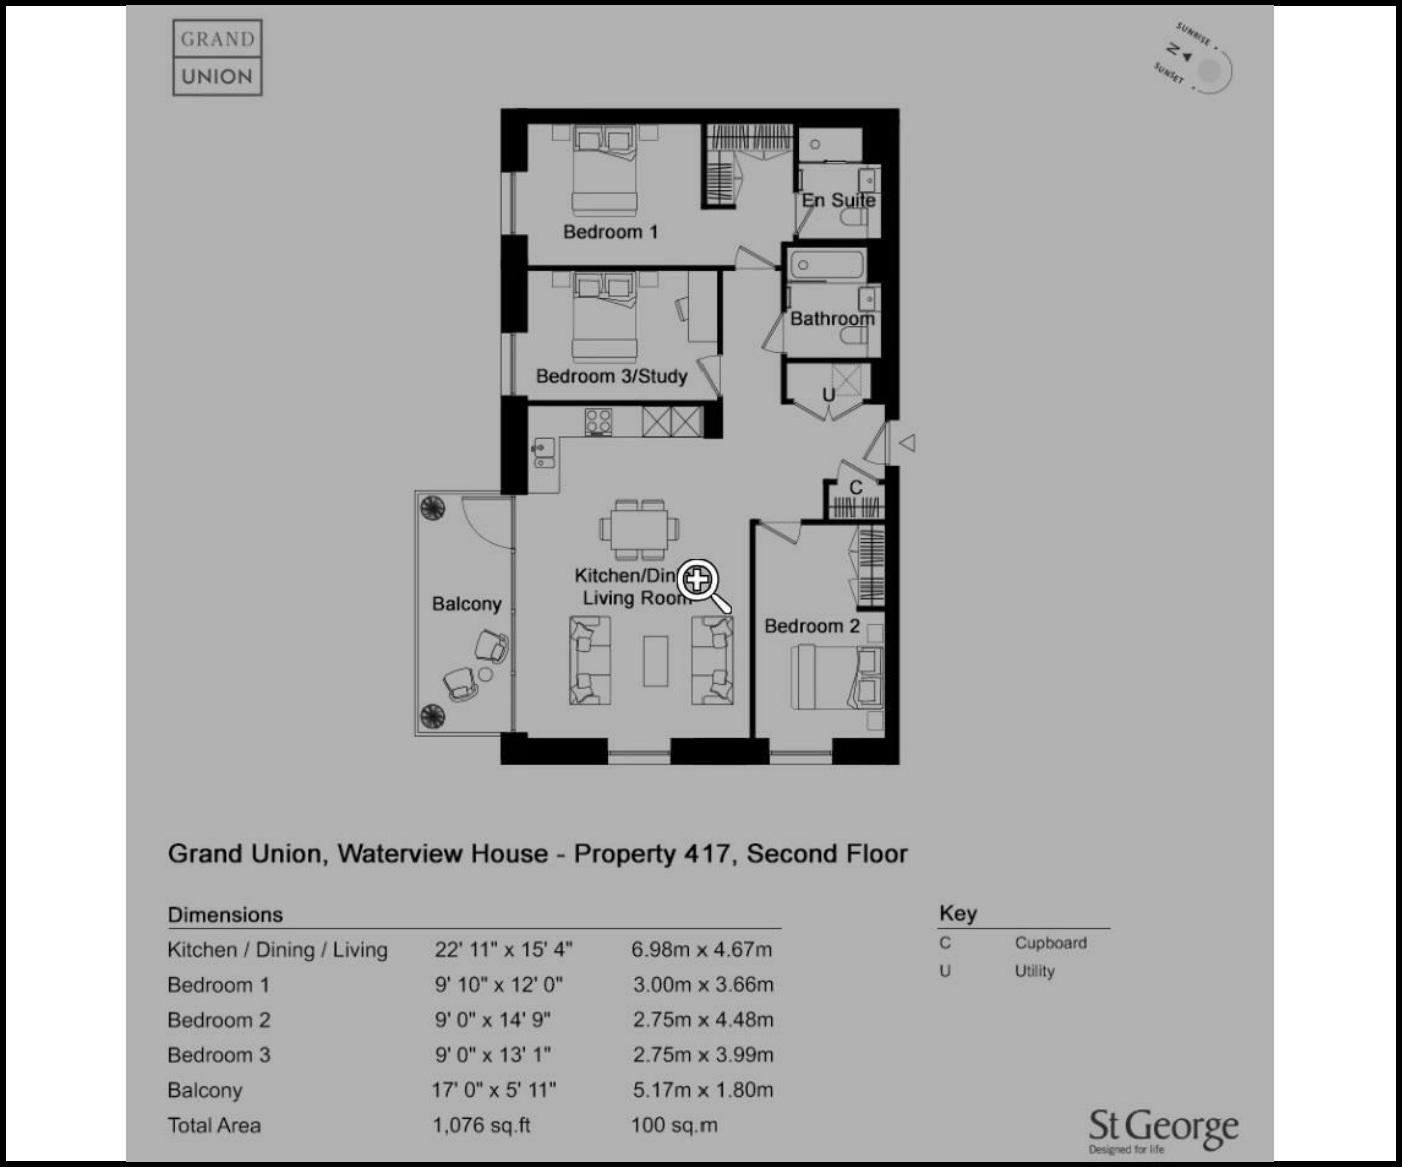 GRAND
UNION
SUNRISE
N
SUNSET
En Suite
Bedroom 1
Bathroom
Bedroom 3/Study
U
C
Kitchen/Din
Living Room
Balcony
Bedroom 2
Grand Union, Waterview House - Property 417, Second Floor
Dimensions
Kitchen / Dining / Living 22' 11" x 15' 4" 6.98m x 4.67m
Bedroom 1 9' 10" x 12' 0" 3.00m x 3.66m
Bedroom 2 9' 0" x 14' 9" 2.75m x 4.48m
Bedroom 3 9' 0" x 13' 1" 2.75m x 3.99m
Balcony 17' 0" x 5' 11" 5.17m x 1.80m
Total Area 1,076 sq.ft 100 sq.m
Key
C Cupboard
U Utility
St George
Designed for life